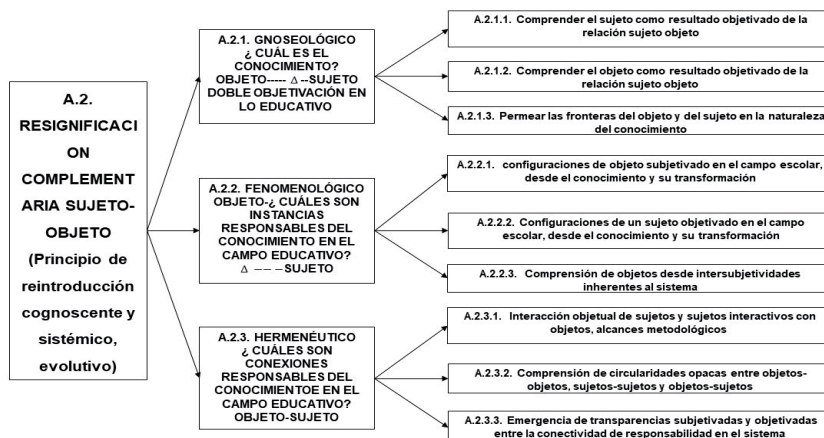 A.2.
RESIGNIFICACI
ON
COMPLEMENT
ARIA SUJETO-
OBJETO
(Principio de
reintroducción
cognoscente y
sistémico,
evolutivo)
A.2.1. GNOSEOLÓGICO
¿ CUÁL ES EL
CONOCIMIENTO?
OBJETO----- Δ --SUJETO
DOBLE OBJETIVACIÓN EN
LO EDUCATIVO
A.2.1.1. Comprender el sujeto como resultado objetivado de la
relación sujeto objeto
A.2.1.2. Comprender el objeto como resultado objetivado de la
relación sujeto objeto
A.2.1.3. Permear las fronteras del objeto y del sujeto en la naturaleza
del conocimiento
A.2.2. FENOMENOLÓGICO
OBJETO-¿ CUÁLES SON
INSTANCIAS
RESPONSABLES DEL
CONOCIMIENTO EN EL
CAMPO EDUCATIVO?
Δ – – – SUJETO
A.2.2.1. configuraciones de objeto subjetivado en el campo escolar,
desde el conocimiento y su transformación
A.2.2.2. Configuraciones de un sujeto objetivado en el campo
escolar, desde el conocimiento y su transformación
A.2.2.3. Comprensión de objetos desde intersubjetividades
inherentes al sistema
A.2.3. HERMENÉUTICO
¿ CUÁLES SON
CONEXIONES
RESPONSABLES DEL
CONOCIMIENTOE EN EL
CAMPO EDUCATIVO?
OBJETO-SUJETO
A.2.3.1. Interacción objetual de sujetos y sujetos interactivos con
objetos, alcances metodológicos
A.2.3.2. Comprensión de circularidades opacas entre objetos-
objetos, sujetos-sujetos y objetos-sujetos
A.2.3.3. Emergencia de transparencias subjetivadas y objetivadas
entre la conectividad de responsabilidad en el sistema